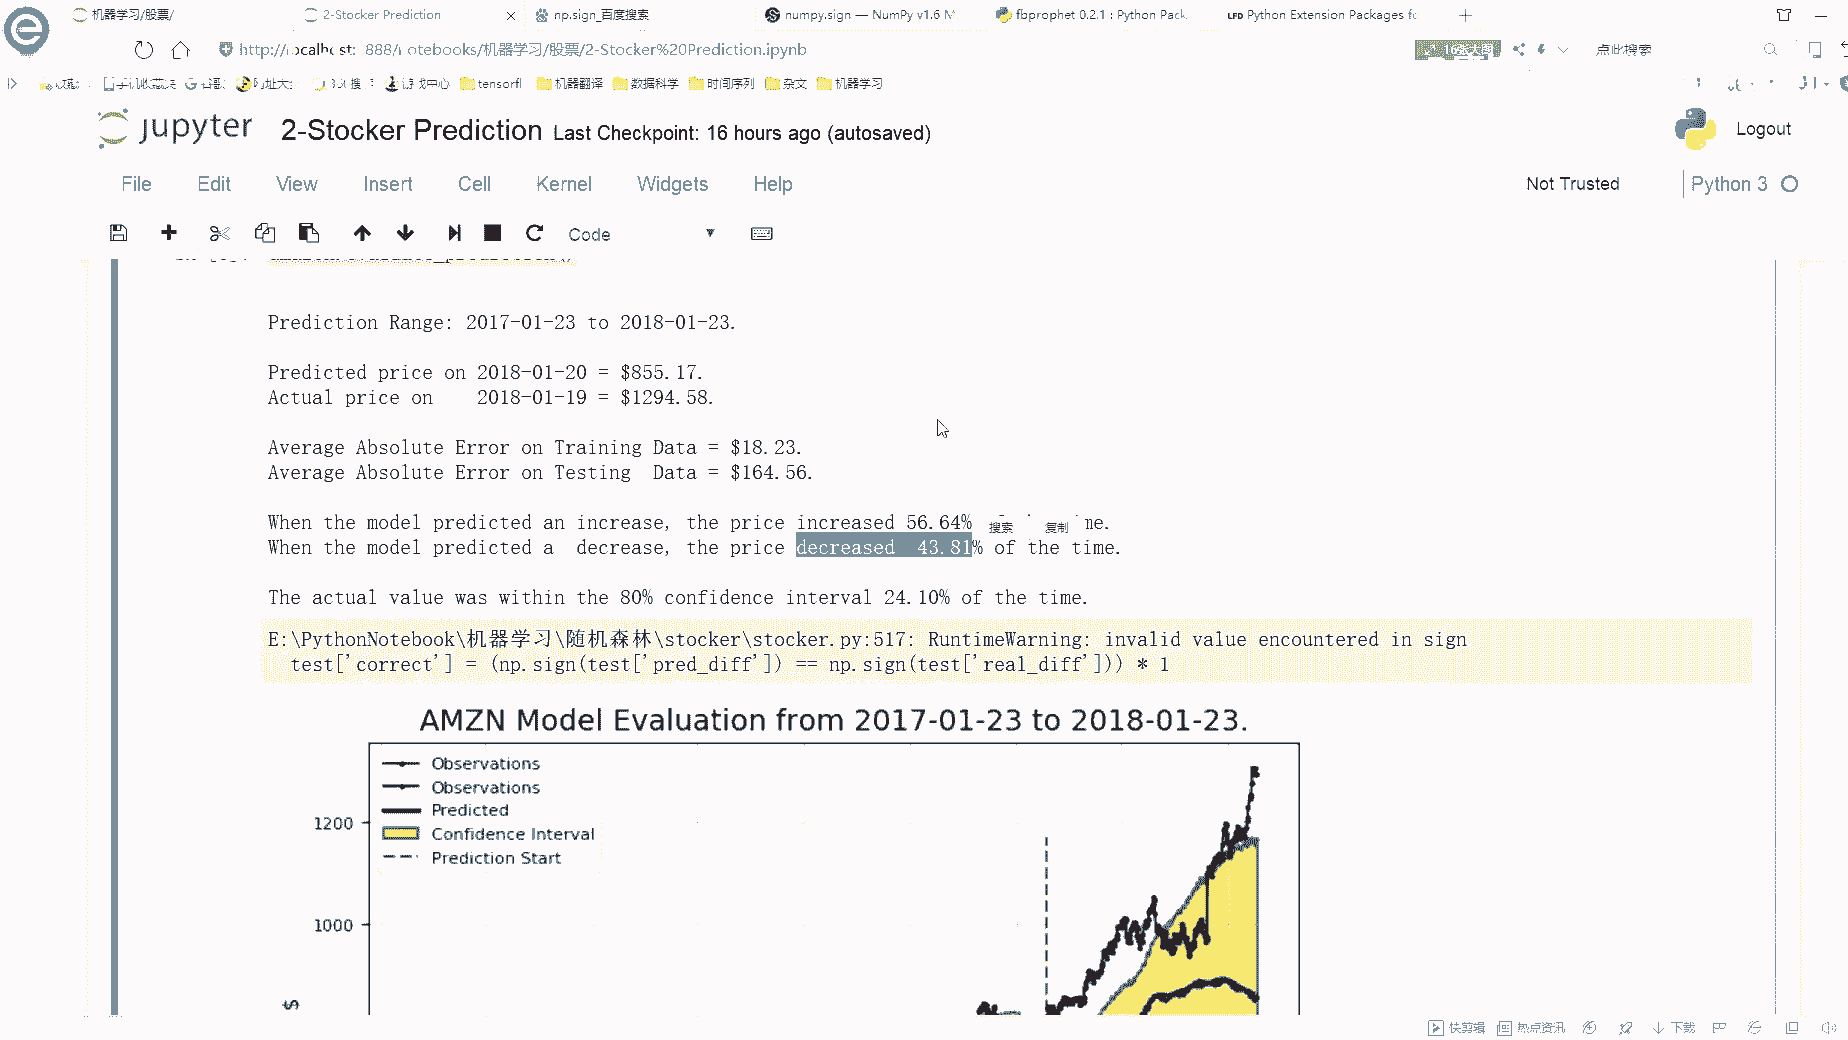 机器学习/股票/
2-Stocker Prediction
np.sign_百度搜索
numpy.sign — NumPy v1.6 M
fbprophet 0.2.1 : Python Pack
LFD Python Extension Packages fo
888/ otebooks/机器学习/股票/2-Stocker%20Prediction.ipynb
点此搜索
游戏中心
tensorfl
机器翻译
数据科学
时间序列
杂文
机器学习
jupyter 2-Stocker Prediction Last Checkpoint: 16 hours ago (autosaved)
Logout
File Edit View Insert Cell Kernel Widgets Help
Not Trusted
Python 3
Code
Prediction Range: 2017-01-23 to 2018-01-23.
Predicted price on 2018-01-20 = $855.17.
Actual price on 2018-01-19 = $1294.58.
Average Absolute Error on Training Data = $18.23.
Average Absolute Error on Testing Data = $164.56.
When the model predicted an increase, the price increased 56.64% me.
搜索 复制
When the model predicted a decrease, the price decreased 43.81% of the time.
The actual value was within the 80% confidence interval 24.10% of the time.
E:\PythonNotebook\机器学习\随机森林\stocker\stocker.py:517: RuntimeWarning: invalid value encountered in sign
test['correct'] = (np.sign(test['pred_diff']) == np.sign(test['real_diff'])) * 1
AMZN Model Evaluation from 2017-01-23 to 2018-01-23.
Observations
Observations
Predicted
Confidence Interval
Prediction Start
1200
1000
$
快剪辑
热点资讯
下载